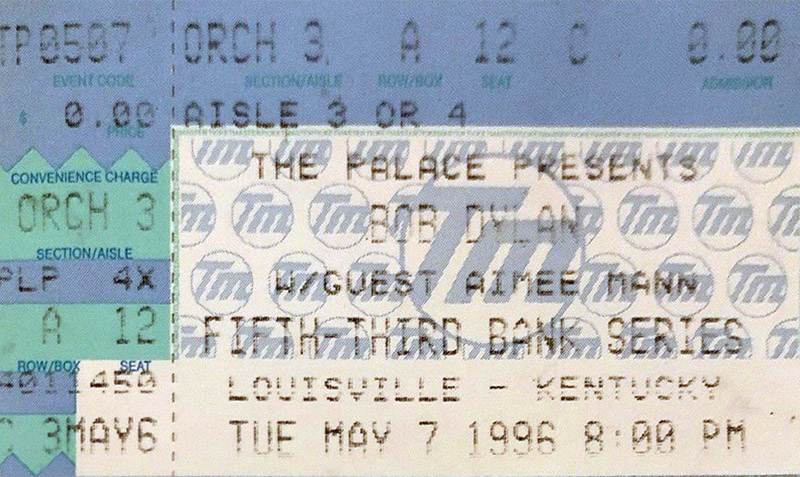 TP0507 ORCH 3 A 12 C 0.00
EVENT CODE SECTION/AISLE ROW/BOX SEAT ADMISSION
$ 0.00 AISLE 3 OR 4
PRICE
CONVENIENCE CHARGE
ORCH 3
SECTION/AISLE
PLP 4X
A 12
ROW/BOX SEAT
4011450
C 3MAY6
THE PALACE PRESENTS
BOB DYLAN
W/GUEST AIMEE MANN
FIFTH-THIRD BANK SERIES
LOUISVILLE - KENTUCKY
TUE MAY 7 1996 8:00 PM
Tm